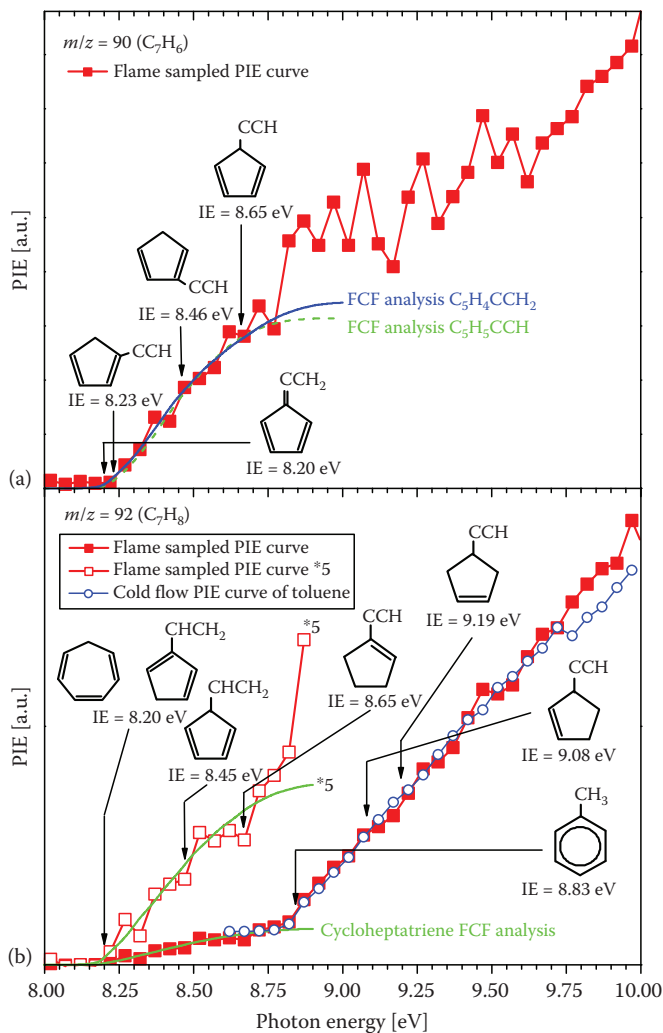 m/z = 90 (C7H6)
Flame sampled PIE curve
CCH
IE = 8.65 eV
CCH
IE = 8.46 eV
CCH
IE = 8.23 eV
FCF analysis C5H4CCH2
FCF analysis C5H5CCH
CCH2
IE = 8.20 eV
(a)
PIE [a.u.]
m/z = 92 (C7H8)
Flame sampled PIE curve
Flame sampled PIE curve *5
Cold flow PIE curve of toluene
CCH
IE = 9.19 eV
*5
CCH
IE = 8.65 eV
CHCH2
IE = 8.20 eV
CHCH2
IE = 8.45 eV
*5
CCH
IE = 9.08 eV
CH3
IE = 8.83 eV
Cycloheptatriene FCF analysis
(b)
PIE [a.u.]
8.00 8.25 8.50 8.75 9.00 9.25 9.50 9.75 10.00
Photon energy [eV]